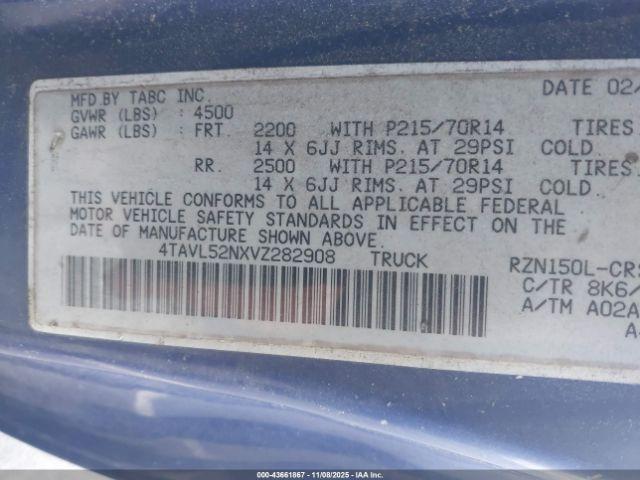 MFD.BY TABC INC. DATE 02/
GVWR (LBS) : 4500
GAWR (LBS) : FRT. 2200 WITH P215/70R14 TIRES
14 X 6JJ RIMS. AT 29PSI COLD.
RR. 2500 WITH P215/70R14 TIRES
14 X 6JJ RIMS. AT 29PSI COLD.
THIS VEHICLE CONFORMS TO ALL APPLICABLE FEDERAL
MOTOR VEHICLE SAFETY STANDARDS IN EFFECT ON THE
DATE OF MANUFACTURE SHOWN ABOVE.
4TAVL52NXVZ282908 TRUCK RZN150L-CR
C/TR 8K6/
A/TM A02A
A
000-43661867 11/08/2025 IAA Inc. ©